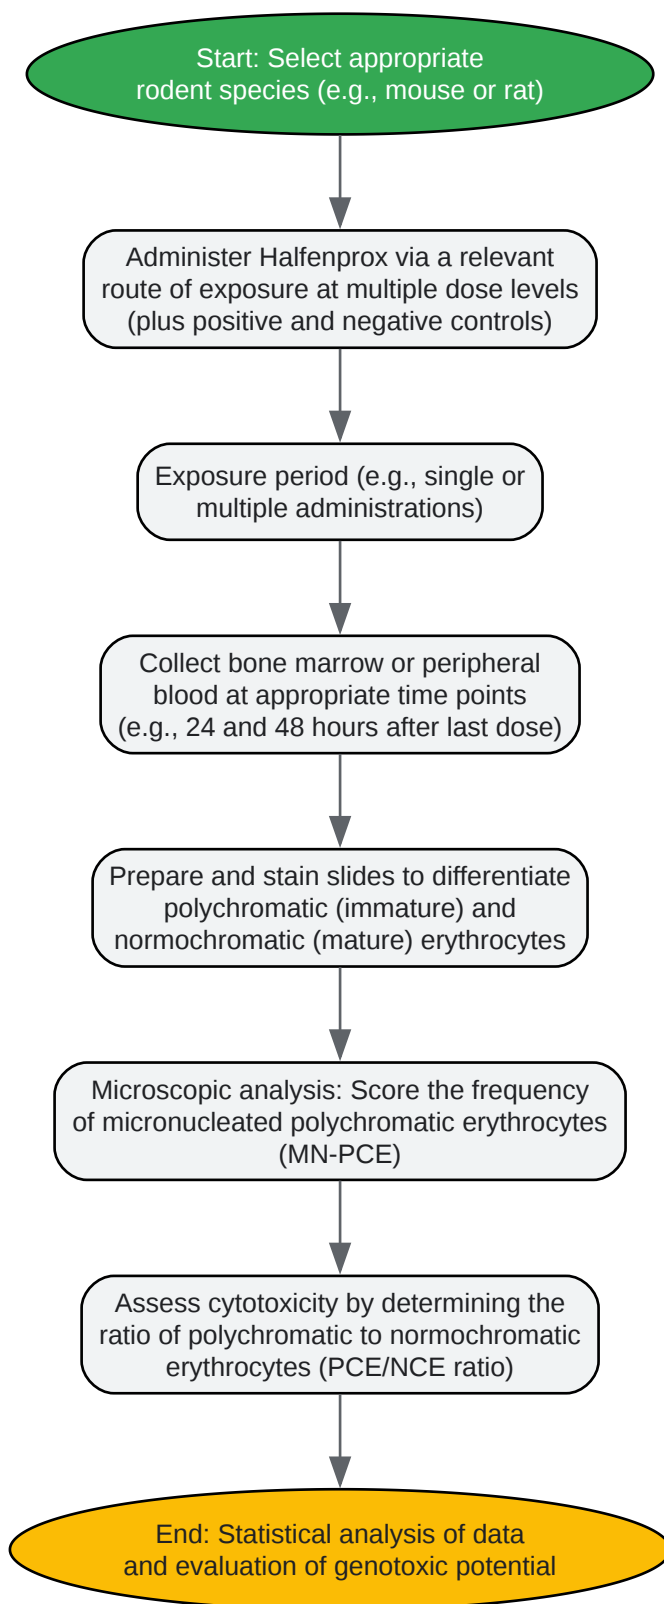 Start: Select appropriate
rodent species (e.g., mouse or rat)
Administer Halfenprox via a relevant
route of exposure at multiple dose levels
(plus positive and negative controls)
Exposure period (e.g., single or
multiple administrations)
Collect bone marrow or peripheral
blood at appropriate time points
(e.g., 24 and 48 hours after last dose)
Prepare and stain slides to differentiate
polychromatic (immature) and
normochromatic (mature) erythrocytes
Microscopic analysis: Score the frequency
of micronucleated polychromatic erythrocytes
(MN-PCE)
Assess cytotoxicity by determining the
ratio of polychromatic to normochromatic
erythrocytes (PCE/NCE ratio)
End: Statistical analysis of data
and evaluation of genotoxic potential